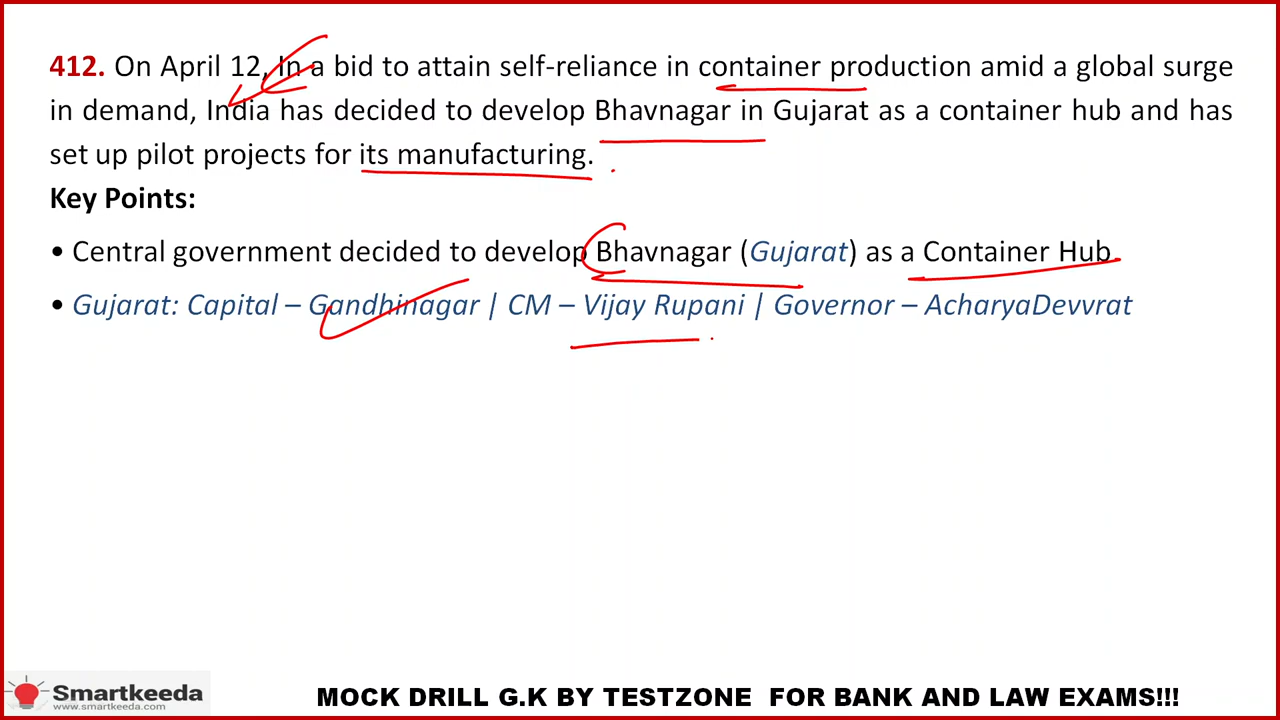 412. On April 12, In a bid to attain self-reliance in container production amid a global surge
in demand, India has decided to develop Bhavnagar in Gujarat as a container hub and has
set up pilot projects for its manufacturing.
Key Points:
• Central government decided to develop Bhavnagar (Gujarat) as a Container Hub.
• Gujarat: Capital – Gandhinagar | CM – Vijay Rupani | Governor – AcharyaDevvrat
Smartkeeda
www.smartkeeda.com
MOCK DRILL G.K BY TESTZONE FOR BANK AND LAW EXAMS!!!